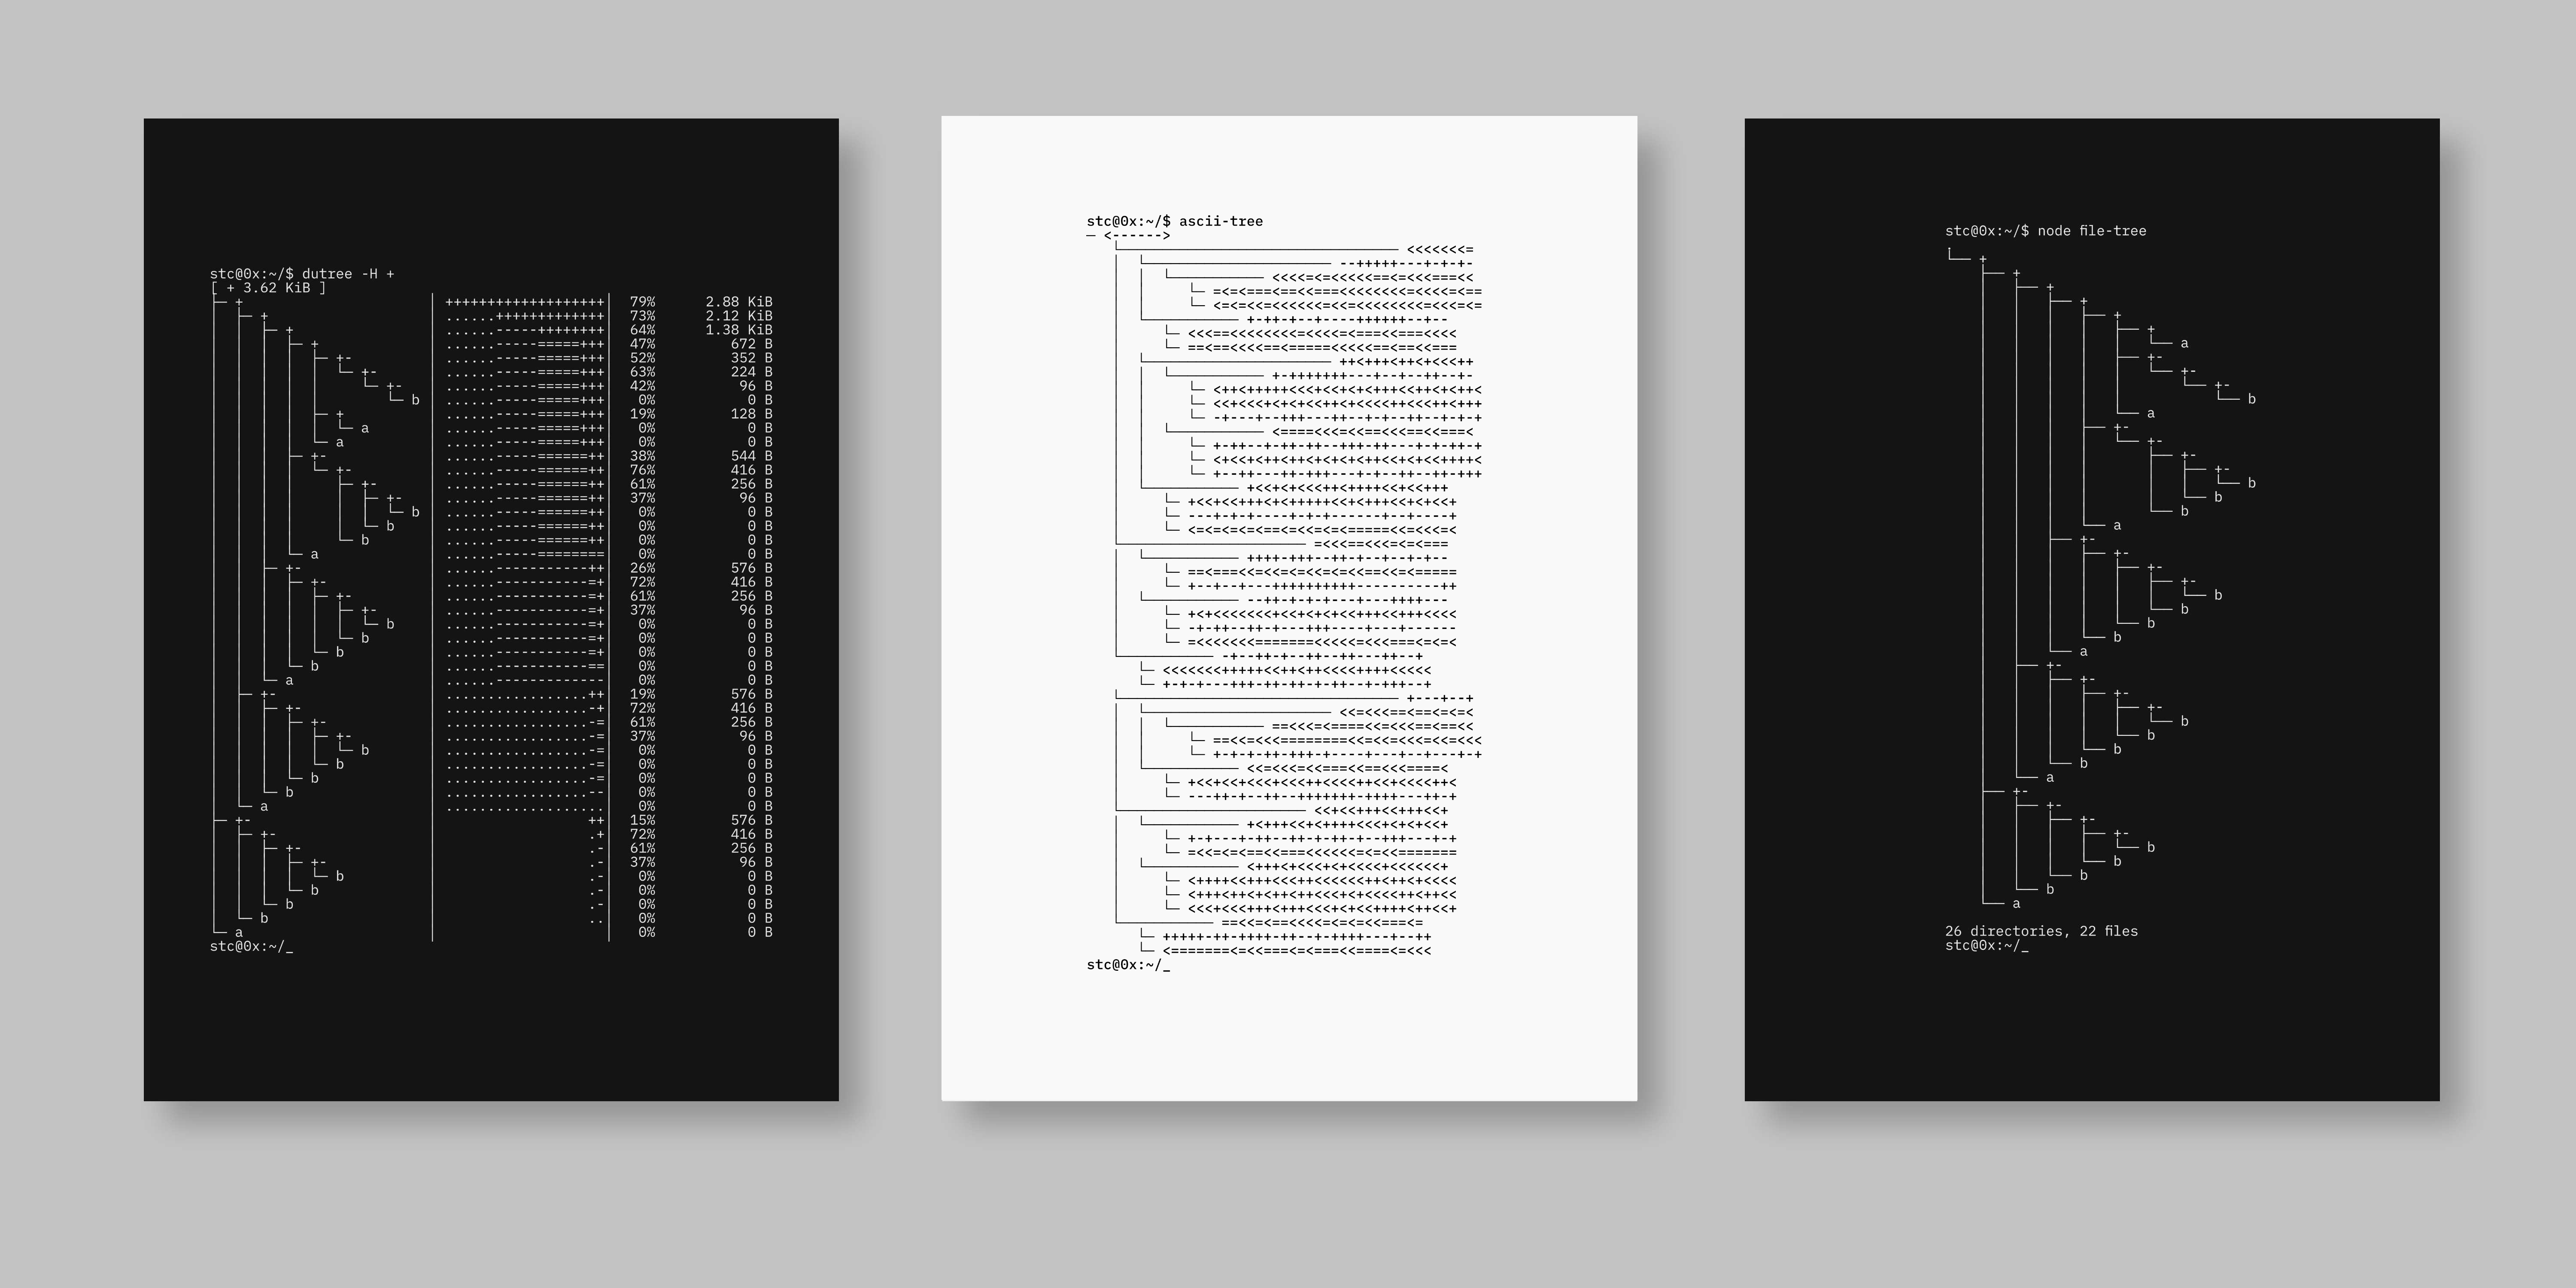 stc@0x:~/$ dutree -H +
[ + 3.62 KiB ]
├─ +                      │ +++++++++++++++++++│  79%      2.88 KiB
│  ├─ +                   │ ......+++++++++++++│  73%      2.12 KiB
│  │  ├─ +                │ ......-----++++++++│  64%      1.38 KiB
│  │  │  ├─ +             │ ......-----=====+++│  47%         672 B
│  │  │  │  ├─ +-         │ ......-----=====+++│  52%         352 B
│  │  │  │  │  └─ +-      │ ......-----=====+++│  63%         224 B
│  │  │  │  │     └─ +-   │ ......-----=====+++│  42%          96 B
│  │  │  │  │        └─ b │ ......-----=====+++│   0%           0 B
│  │  │  │  ├─ +          │ ......-----=====+++│  19%         128 B
│  │  │  │  │  └─ a       │ ......-----=====+++│   0%           0 B
│  │  │  │  └─ a          │ ......-----=====+++│   0%           0 B
│  │  │  ├─ +-            │ ......-----======++│  38%         544 B
│  │  │  │  └─ +-         │ ......-----======++│  76%         416 B
│  │  │  │     ├─ +-      │ ......-----======++│  61%         256 B
│  │  │  │     │  ├─ +-   │ ......-----======++│  37%          96 B
│  │  │  │     │  │  └─ b │ ......-----======++│   0%           0 B
│  │  │  │     │  └─ b    │ ......-----======++│   0%           0 B
│  │  │  │     └─ b       │ ......-----======++│   0%           0 B
│  │  │  └─ a             │ ......-----========│   0%           0 B
│  │  ├─ +-               │ ......-----------++│  26%         576 B
│  │  │  ├─ +-            │ ......-----------=+│  72%         416 B
│  │  │  │  ├─ +-         │ ......-----------=+│  61%         256 B
│  │  │  │  │  ├─ +-      │ ......-----------=+│  37%          96 B
│  │  │  │  │  │  └─ b    │ ......-----------=+│   0%           0 B
│  │  │  │  │  └─ b       │ ......-----------=+│   0%           0 B
│  │  │  │  └─ b          │ ......-----------=+│   0%           0 B
│  │  │  └─ b             │ ......-----------==│   0%           0 B
│  │  └─ a                │ ......-------------│   0%           0 B
│  ├─ +-                  │ .................++│  19%         576 B
│  │  ├─ +-               │ .................-+│  72%         416 B
│  │  │  ├─ +-            │ .................-=│  61%         256 B
│  │  │  │  ├─ +-         │ .................-=│  37%          96 B
│  │  │  │  │  └─ b       │ .................-=│   0%           0 B
│  │  │  │  └─ b          │ .................-=│   0%           0 B
│  │  │  └─ b             │ .................-=│   0%           0 B
│  │  └─ b                │ .................--│   0%           0 B
│  └─ a                   │ ...................│   0%           0 B
├─ +-                     │                  ++│  15%         576 B
│  ├─ +-                  │                  .+│  72%         416 B
│  │  ├─ +-               │                  .-│  61%         256 B
│  │  │  ├─ +-            │                  .-│  37%          96 B
│  │  │  │  └─ b          │                  .-│   0%           0 B
│  │  │  └─ b             │                  .-│   0%           0 B
│  │  └─ b                │                  .-│   0%           0 B
│  └─ b                   │                  ..│   0%           0 B
└─ a                      │                    │   0%           0 B
stc@0x:~/_
stc@0x:~/$ ascii-tree
─ <------>
<<<<<<<=
--+++++---+-+-+-
<<<<=<=<<<<<==<=<<===<<
=<=<===<==<<===<<<<<<<<=<<<<=<==
<=<=<<=<<<<<<=<<=<<<<<<<<=<<<=<=
+-++--+--+----++++++--+--
<<<==<<<<<<<<=<<<<=<===<<===<<<<
==<==<<<<==<=====<<<<<==<==<<===
++<+++<++<+<<<++
+-+++++++---+--+--++--+-
<++<+++++<<<+<<+<+<+++<<++<+<++<
<<+<<<+<+<+<<++<+<<<<++<<<++<+++
-+---+--+++---++--+-+--++--+-+-+
<====<<<=<<==<<==<<===<
+-++--+-++-++--+++-++---+-+-++-+
<+<<+<++<++<+<+<+<++<+<<+<<++++<
+--++---++-+++---+-+--+--++--+++
+<<+<+<<<++<++++<<+<<+++
+<<+<<+++<+<+++++<<+<+++<<+<+<<+
---+-+-+---+--+-+------+--+----+
<=<=<=<=<==<=<<=<=<=====<<=<<<=<
=<<<==<<<=<=<===
++++-+++--++-+--+--+-+--
==<===<<=<<=<=<<=<=<<==<<=<=====
+--+--+---++++++++++----------++
--++-+-+-+---+--++++---
+<+<<<<<<<+<<+<+<+<<+++<<+++<<<<
-+-++--++-+---+++----+---+------
=<<<<<<<=======<<<<<=<<<===<=<=<
-+--++-+--++--++---++--+
<<<<<<<+++++<<++<++<<<<++++<<<<<
+-+-+---+++-++-++-+-++--+-+++--+
+---+--+
<<=<<<==<==<=<=<
==<<<=<====<<=<<<==<==<<
==<<=<<<========<<=<<=<<<=<<=<<<
+-+-+-++-+++-+----+---+--+---+-+
<<=<<<=<<===<<==<<<====<
+<<+<<+<<<+<<<++<<<<++<<+<<<<++<
---++-+--++--+++++++-++++---++-+
<<+<<+++<<+++<<+
+<+++<<+<++++<<<+<+<+<<+
+-+---+-++-++-+-++-+--+++---+-+
=<<=<=<==<<===<<<<<<=<=<<=======
<+++<+<<<+<+<<<+<<<<<<+
<++++<<+++<<<++<<<<<<++<++<+<<<<
<+++<++<+<++<<+++<<+<+<<<<++<++<<
<<<+<<<+++<+++<<<+<+<<+++<++<<+
==<<=<==<<<<=<=<=<<===<=
+++++-++-++++-++-+--++++---+--++
<=======<=<<===<=<===<<====<=<<<
stc@0x:~/_
stc@0x:~/$ node file-tree
.
└── +
    ├── +
    │   ├── +
    │   │   ├── +
    │   │   │   ├── +
    │   │   │   │   ├── +
    │   │   │   │   │   └── a
    │   │   │   │   ├── +-
    │   │   │   │   │   └── +-
    │   │   │   │   │       └── +-
    │   │   │   │   │           └── b
    │   │   │   │   └── a
    │   │   │   ├── +-
    │   │   │   │   └── +-
    │   │   │   │       ├── +-
    │   │   │   │       │   ├── +-
    │   │   │   │       │   │   └── b
    │   │   │   │       │   └── b
    │   │   │   │       └── b
    │   │   │   └── a
    │   │   ├── +-
    │   │   │   ├── +-
    │   │   │   │   ├── +-
    │   │   │   │   │   ├── +-
    │   │   │   │   │   │   └── b
    │   │   │   │   │   └── b
    │   │   │   │   └── b
    │   │   │   └── b
    │   │   └── a
    │   ├── +-
    │   │   ├── +-
    │   │   │   ├── +-
    │   │   │   │   ├── +-
    │   │   │   │   │   └── b
    │   │   │   │   └── b
    │   │   │   └── b
    │   │   └── b
    │   └── a
    ├── +-
    │   ├── +-
    │   │   ├── +-
    │   │   │   ├── +-
    │   │   │   │   └── b
    │   │   │   └── b
    │   │   └── b
    │   └── b
    └── a
26 directories, 22 files
stc@0x:~/_